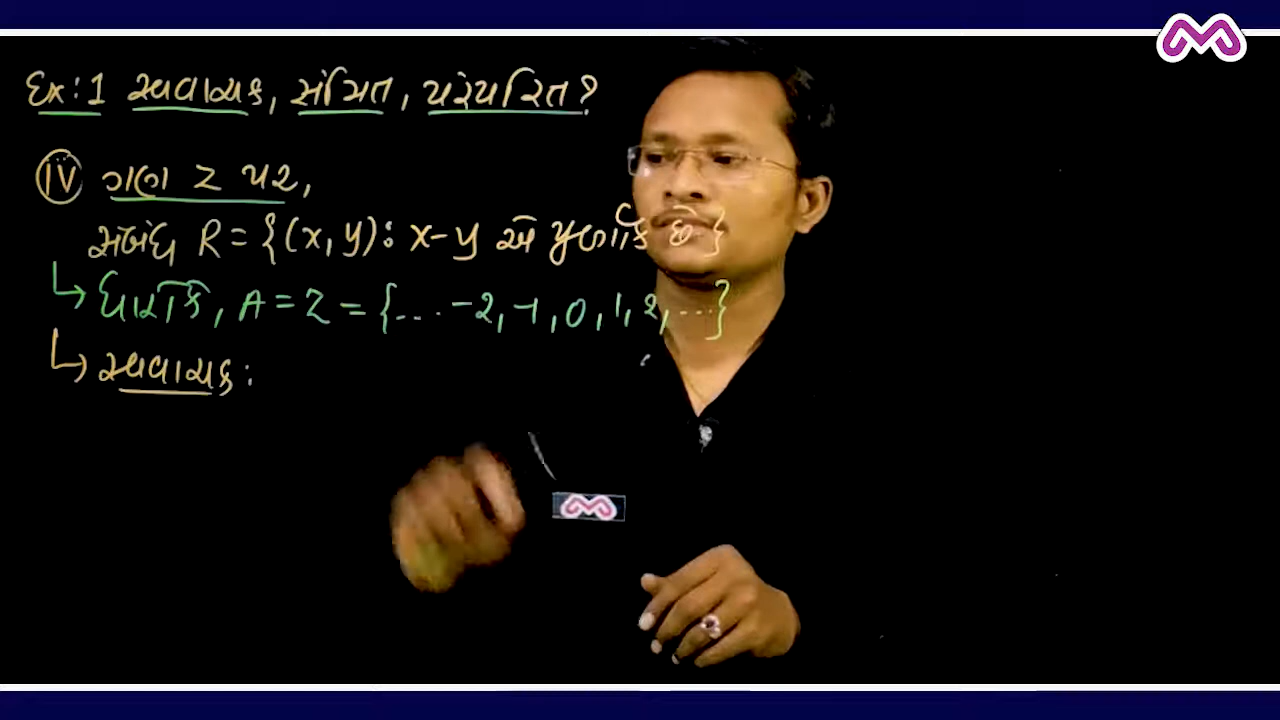 Ex:1 સ્વવાચક, સંમિત, પરંપરિત?
(iv) ગણ Z પર,
સંબંધ R = {(x, y): x-y એ પૂર્ણાંક છે}
↳ ધારોકે, A = Z = {... -2, -1, 0, 1, 2, ...}
↳ સ્વવાચક: